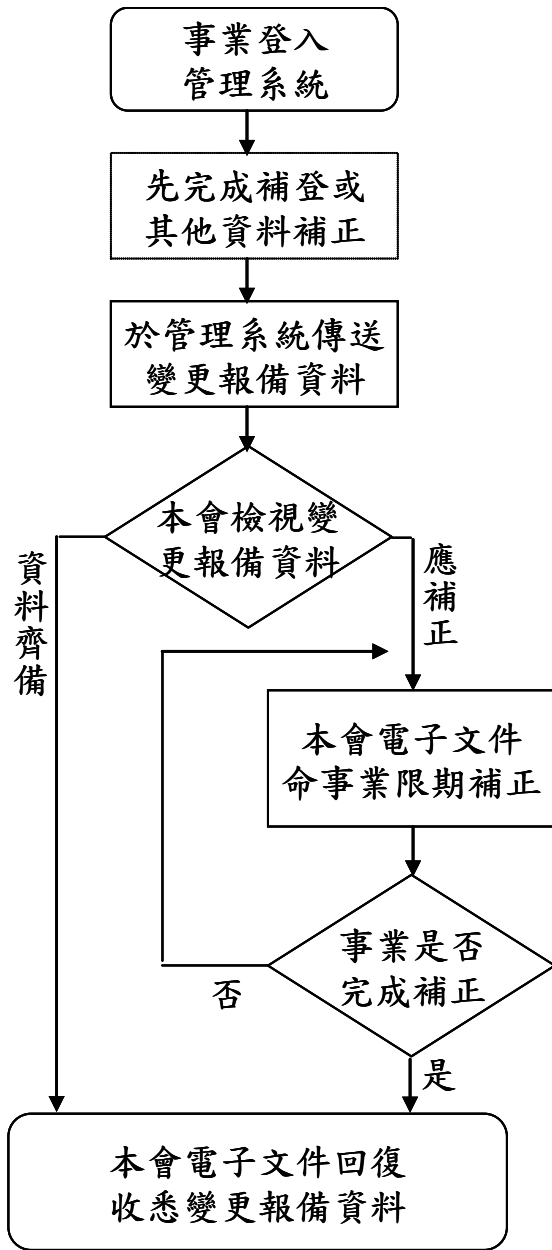 事業登入
管理系統
先完成補登或
其他資料補正
於管理系統傳送
變更報備資料
本會檢視變
更報備資料
資料齊備
應補正
本會電子文件
命事業限期補正
事業是否
完成補正
否
是
本會電子文件回復
收悉變更報備資料